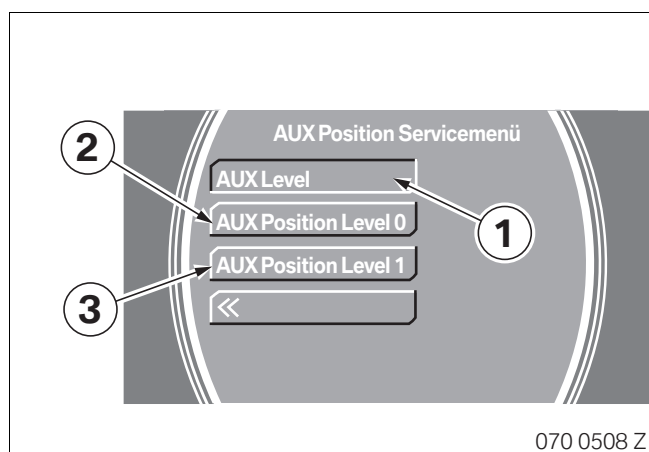 AUX Position Servicemenü
2
AUX Level
AUX Position Level 0
1
AUX Position Level 1
3
<<
070 0508 Z